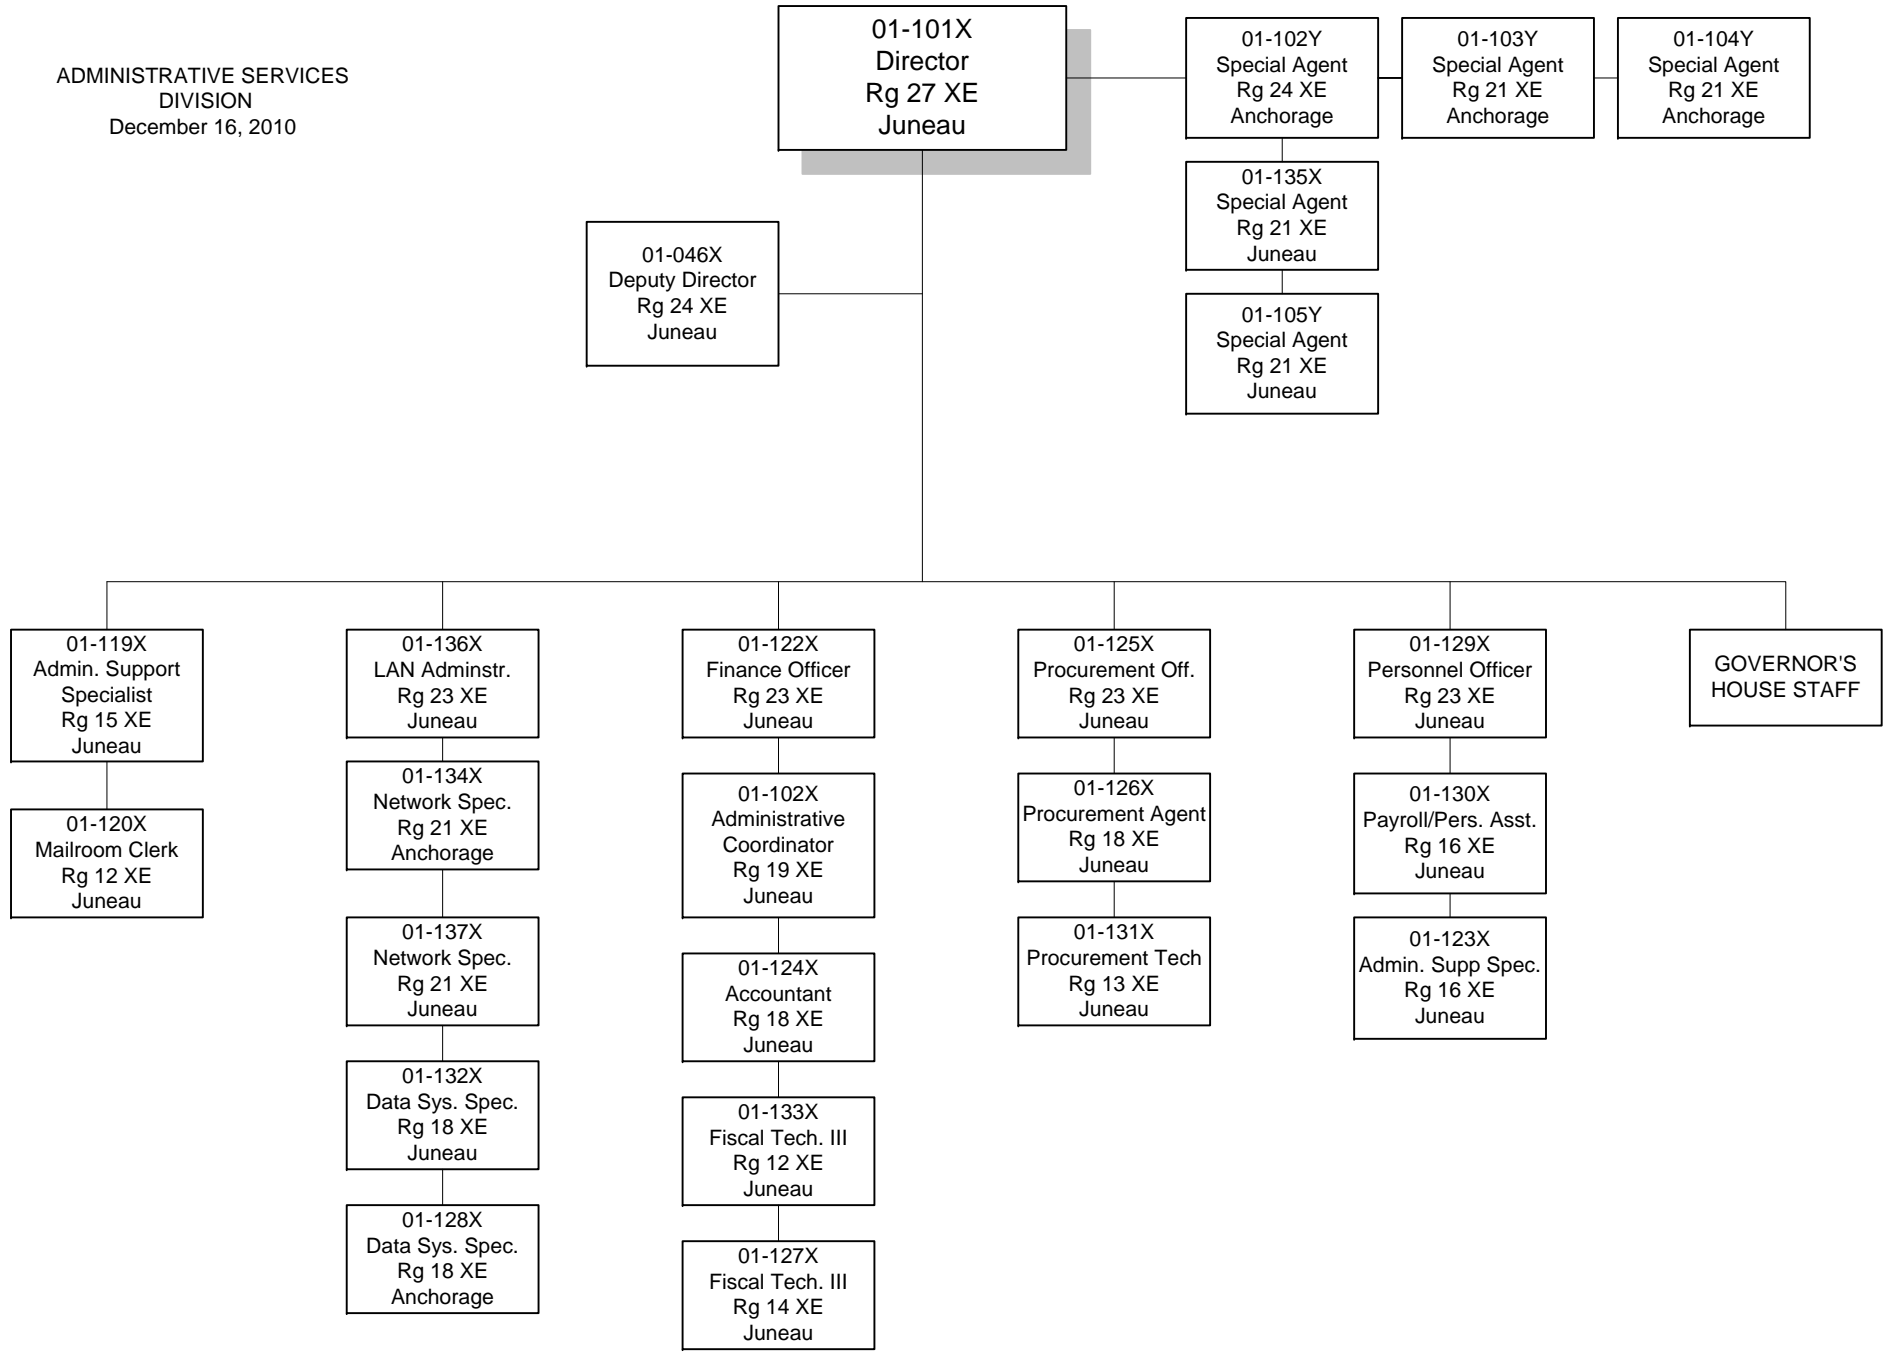 ADMINISTRATIVE SERVICES
DIVISION
December 16, 2010
01-101X
Director
Rg 27 XE
Juneau
01-102Y
Special Agent
Rg 24 XE
Anchorage
01-103Y
Special Agent
Rg 21 XE
Anchorage
01-104Y
Special Agent
Rg 21 XE
Anchorage
01-135X
Special Agent
Rg 21 XE
Juneau
01-105Y
Special Agent
Rg 21 XE
Juneau
01-046X
Deputy Director
Rg 24 XE
Juneau
01-119X
Admin. Support
Specialist
Rg 15 XE
Juneau
01-120X
Mailroom Clerk
Rg 12 XE
Juneau
01-136X
LAN Adminstr.
Rg 23 XE
Juneau
01-134X
Network Spec.
Rg 21 XE
Anchorage
01-137X
Network Spec.
Rg 21 XE
Juneau
01-132X
Data Sys. Spec.
Rg 18 XE
Juneau
01-128X
Data Sys. Spec.
Rg 18 XE
Anchorage
01-122X
Finance Officer
Rg 23 XE
Juneau
01-102X
Administrative
Coordinator
Rg 19 XE
Juneau
01-124X
Accountant
Rg 18 XE
Juneau
01-133X
Fiscal Tech. III
Rg 12 XE
Juneau
01-127X
Fiscal Tech. III
Rg 14 XE
Juneau
01-125X
Procurement Off.
Rg 23 XE
Juneau
01-126X
Procurement Agent
Rg 18 XE
Juneau
01-131X
Procurement Tech
Rg 13 XE
Juneau
01-129X
Personnel Officer
Rg 23 XE
Juneau
01-130X
Payroll/Pers. Asst.
Rg 16 XE
Juneau
01-123X
Admin. Supp Spec.
Rg 16 XE
Juneau
GOVERNOR'S
HOUSE STAFF